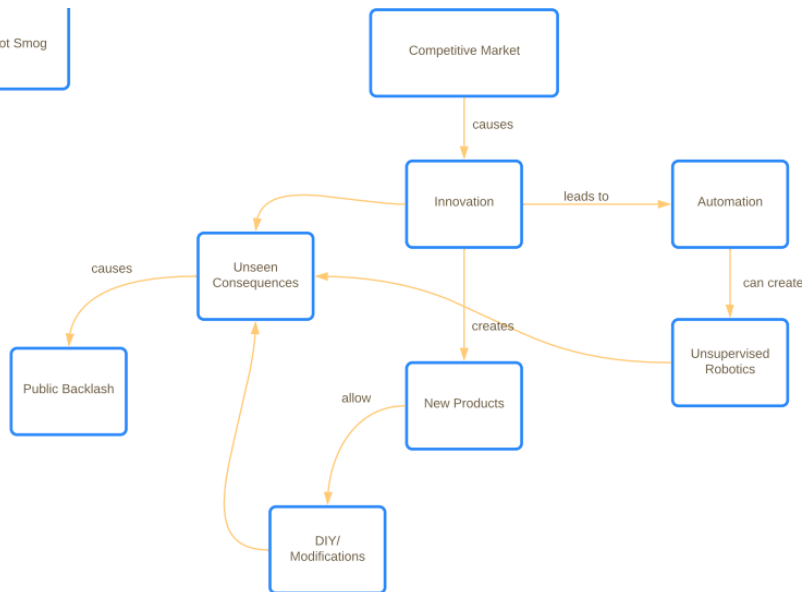 ot Smog
Competitive Market
causes
Innovation
leads to
Automation
Unseen
Consequences
causes
can create
creates
Unsupervised
Robotics
Public Backlash
allow
New Products
DIY/
Modifications